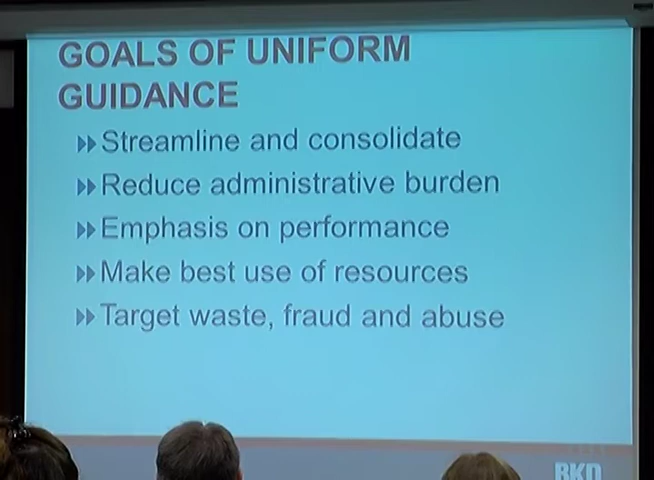 GOALS OF UNIFORM
GUIDANCE
Streamline and consolidate
Reduce administrative burden
Emphasis on performance
Make best use of resources
Target waste, fraud and abuse
BKD